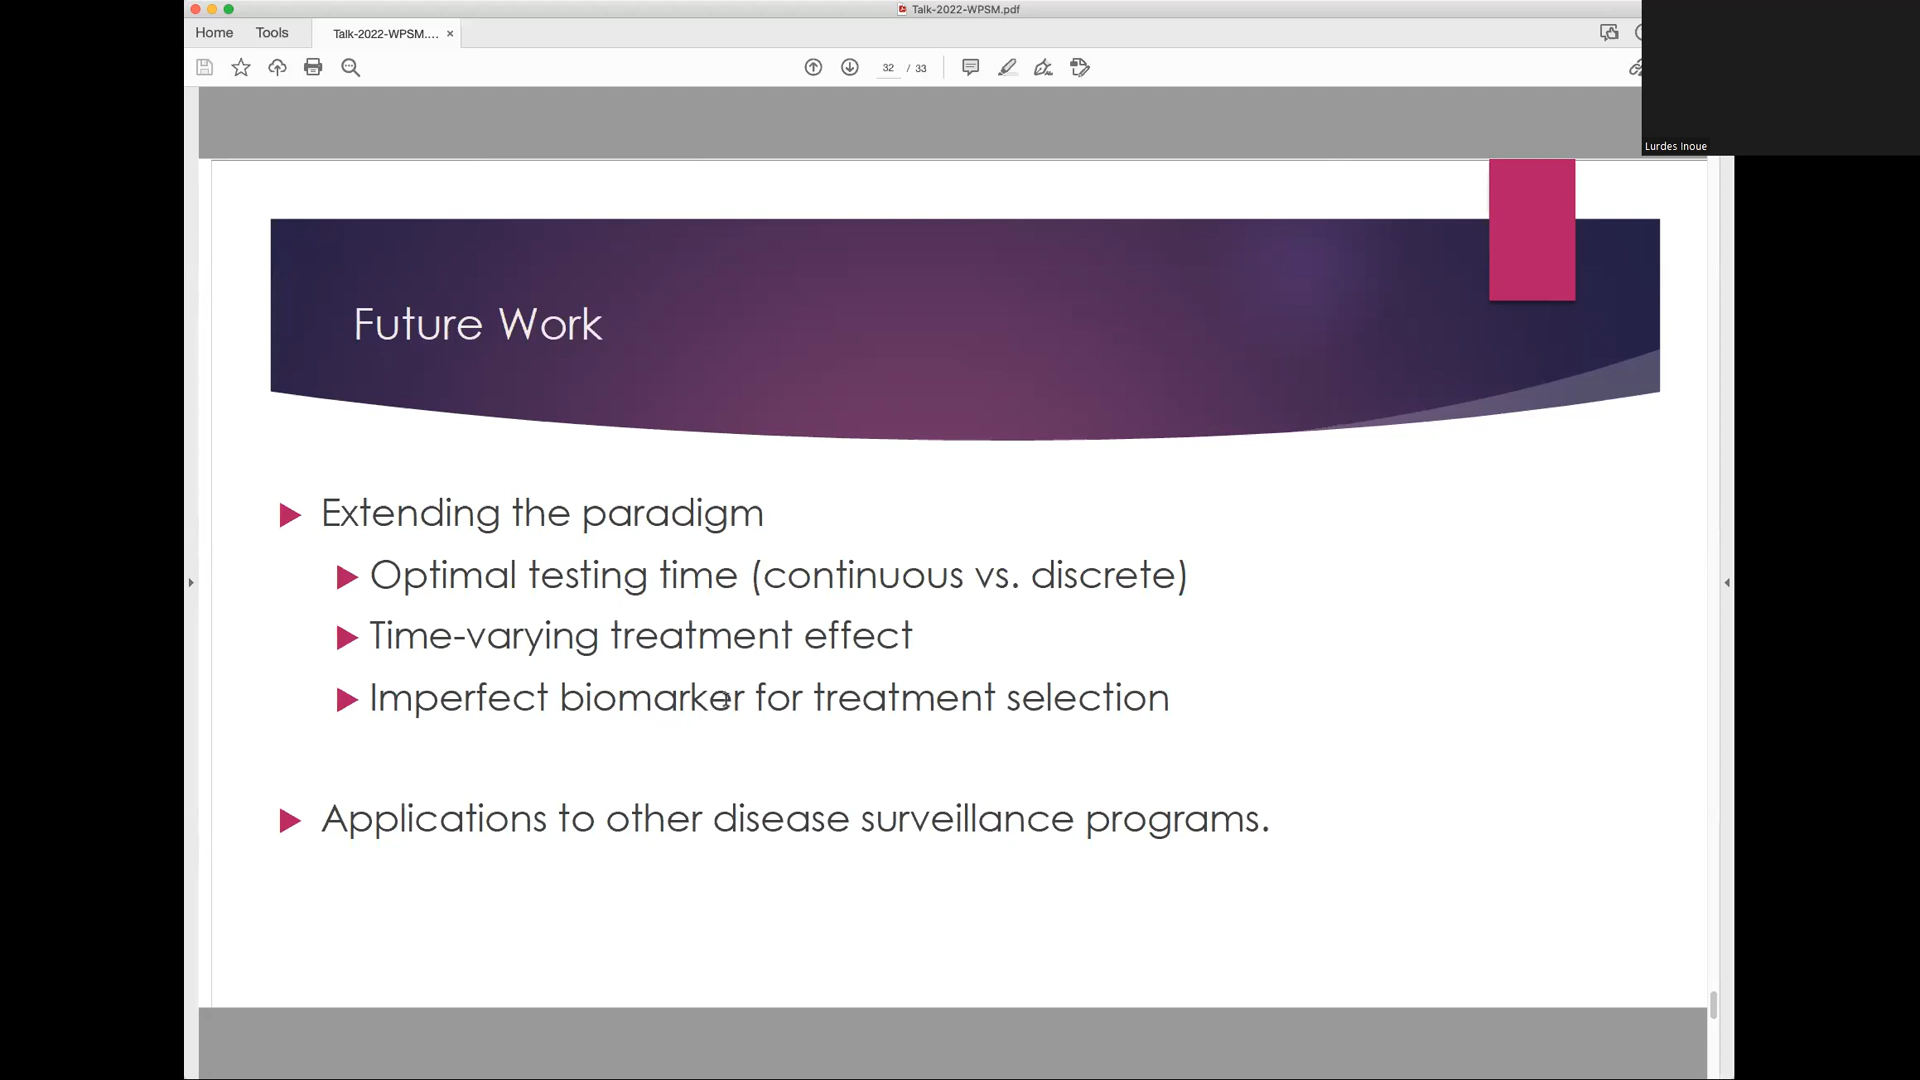 Talk-2022-WPSM.pdf
Home Tools Talk-2022-WPSM.... ×
32 / 33
Lurdes Inoue
Future Work
Extending the paradigm
Optimal testing time (continuous vs. discrete)
Time-varying treatment effect
Imperfect biomarker for treatment selection
Applications to other disease surveillance programs.